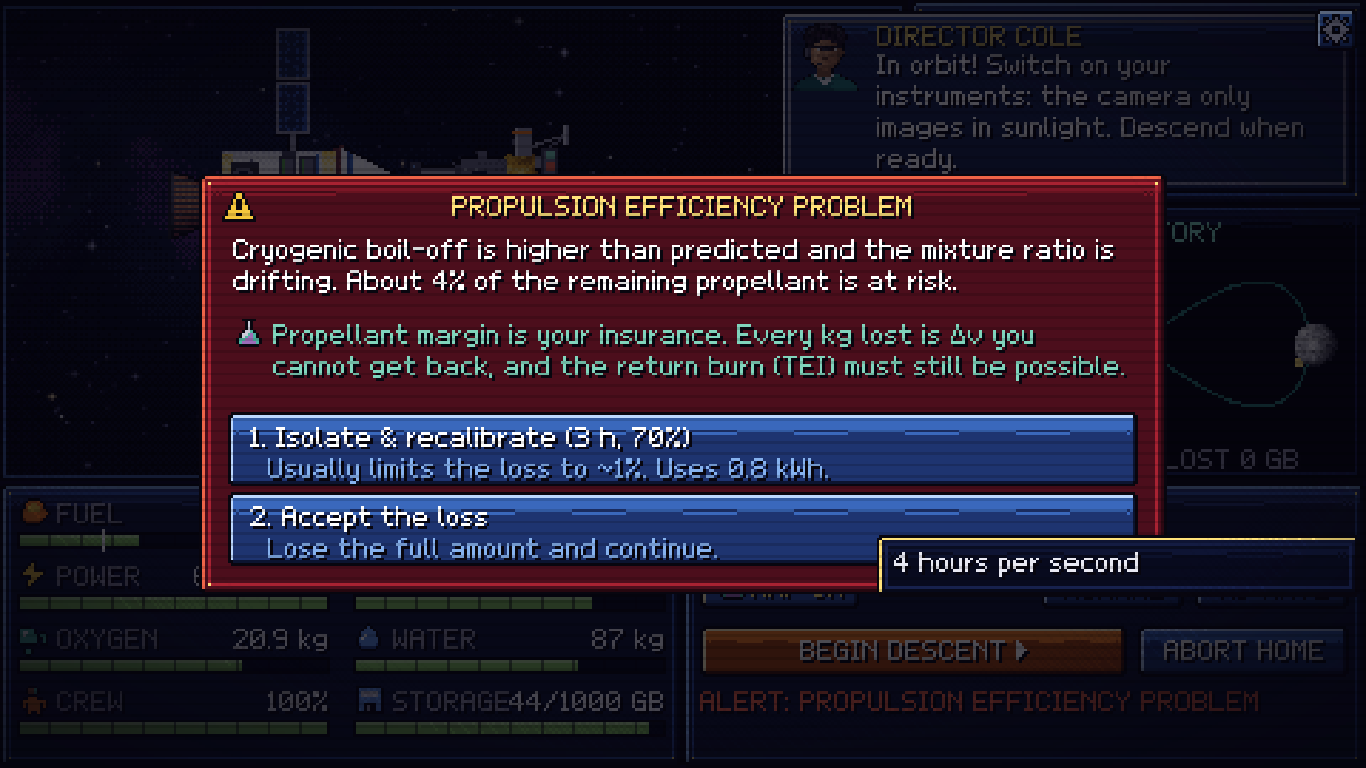 DIRECTOR COLE
In orbit! Switch on your
instruments: the camera only
images in sunlight. Descend when
ready.
PROPULSION EFFICIENCY PROBLEM
Cryogenic boil-off is higher than predicted and the mixture ratio is
drifting. About 4% of the remaining propellant is at risk.
Propellant margin is your insurance. Every kg lost is Δv you
cannot get back, and the return burn (TEI) must still be possible.
1. Isolate & recalibrate (3 h, 70%)
Usually limits the loss to ~1%. Uses 0.8 kWh.
2. Accept the loss
Lose the full amount and continue.
4 hours per second
TORY
LOST 0 GB
FUEL
POWER
OXYGEN 20.9 kg
WATER 87 kg
CREW 100%
STORAGE 44/1000 GB
BEGIN DESCENT
ABORT HOME
ALERT: PROPULSION EFFICIENCY PROBLEM